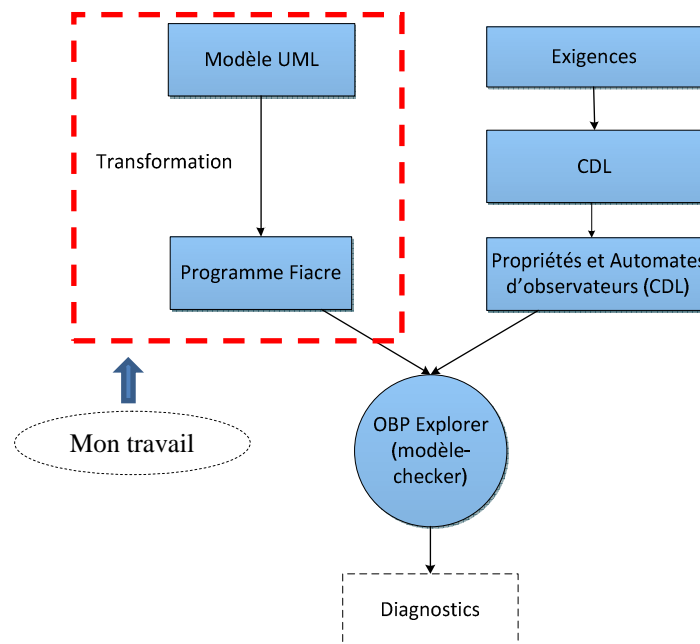 Modèle UML
Exigences
Transformation
CDL
Programme Fiacre
Propriétés et Automates
d'observateurs (CDL)
Mon travail
OBP Explorer
(modèle-
checker)
Diagnostics